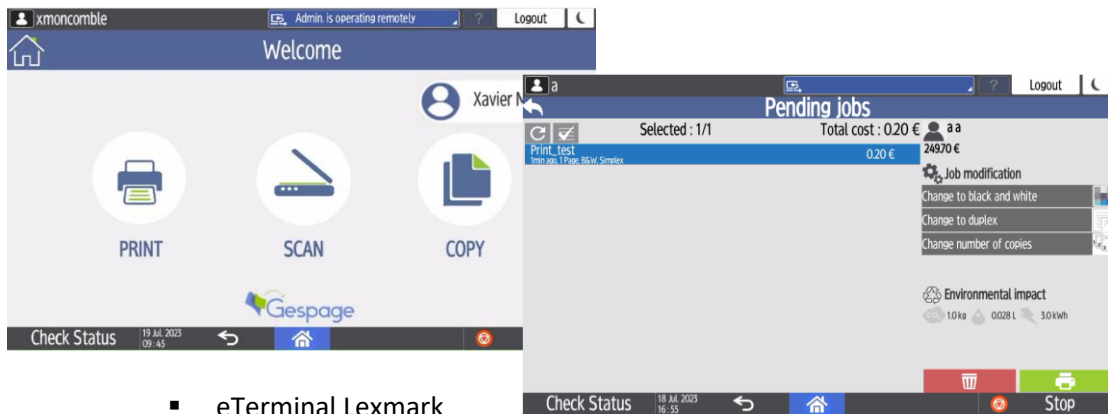 xmoncomble
Admin. is operating remotely
?
Logout
Welcome
Xavier M
PRINT
SCAN
COPY
Gespage
Check Status
19 Jul. 2023
09:45
a
?
Logout
Pending jobs
Selected : 1/1
Total cost : 0.20 €
a a
249.70 €
Print_test
1min ago, 1 Page, B&W, Simplex
0.20 €
Job modification
Change to black and white
Change to duplex
Change number of copies
Environmental impact
CO₂ 1.0 kg 0.028 L 3.0 kWh
Check Status
18 Jul. 2023
16:55
Stop
▪ eTerminal Lexmark